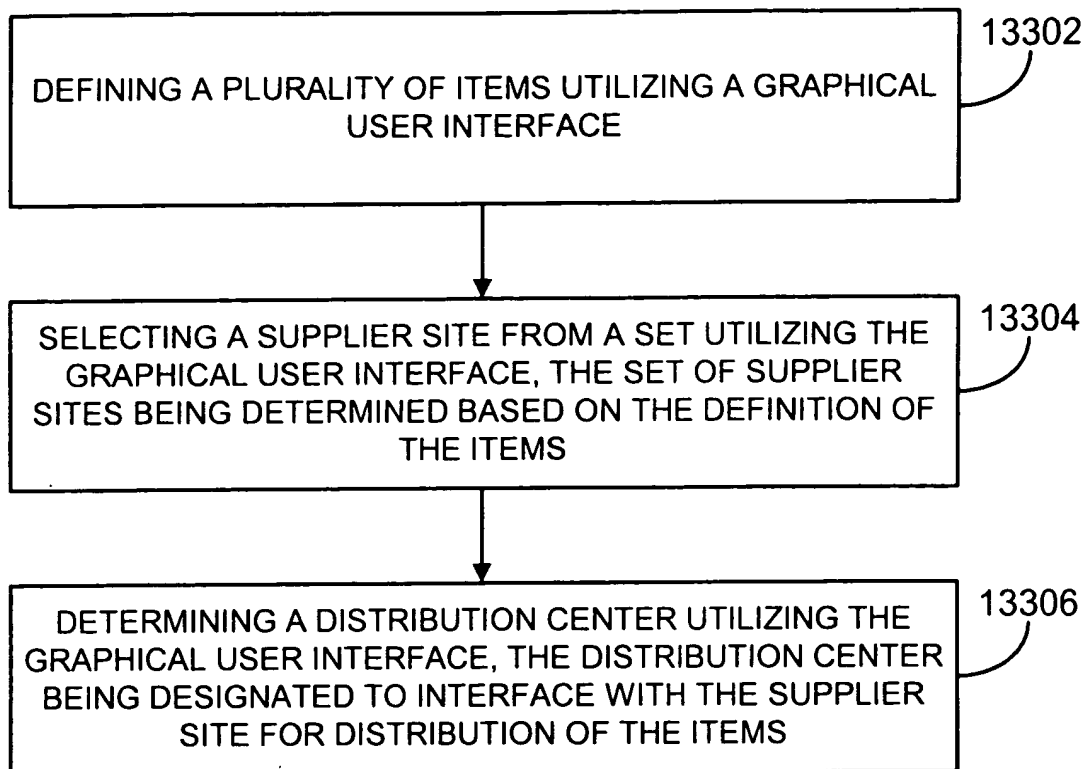 13302
DEFINING A PLURALITY OF ITEMS UTILIZING A GRAPHICAL
USER INTERFACE
13304
SELECTING A SUPPLIER SITE FROM A SET UTILIZING THE
GRAPHICAL USER INTERFACE, THE SET OF SUPPLIER
SITES BEING DETERMINED BASED ON THE DEFINITION OF
THE ITEMS
13306
DETERMINING A DISTRIBUTION CENTER UTILIZING THE
GRAPHICAL USER INTERFACE, THE DISTRIBUTION CENTER
BEING DESIGNATED TO INTERFACE WITH THE SUPPLIER
SITE FOR DISTRIBUTION OF THE ITEMS